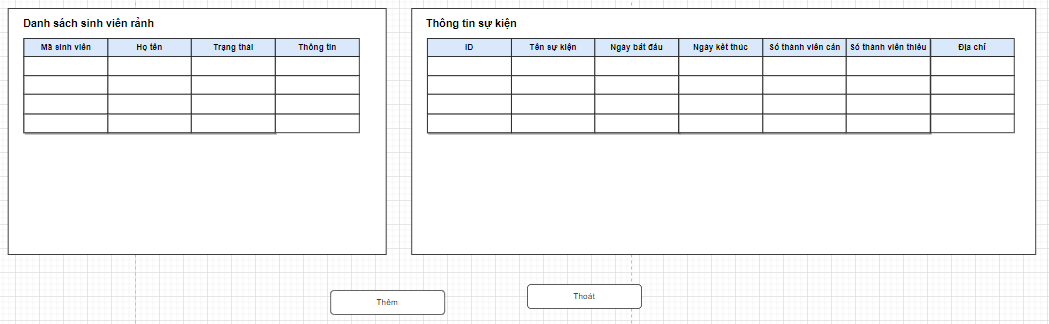 Danh sách sinh viên rảnh
Mã sinh viên Họ tên Trạng thái Thông tin
Thông tin sự kiện
ID Tên sự kiện Ngày bắt đầu Ngày kết thúc Số thành viên cần Số thành viên thiếu Địa chỉ
Thêm
Thoát